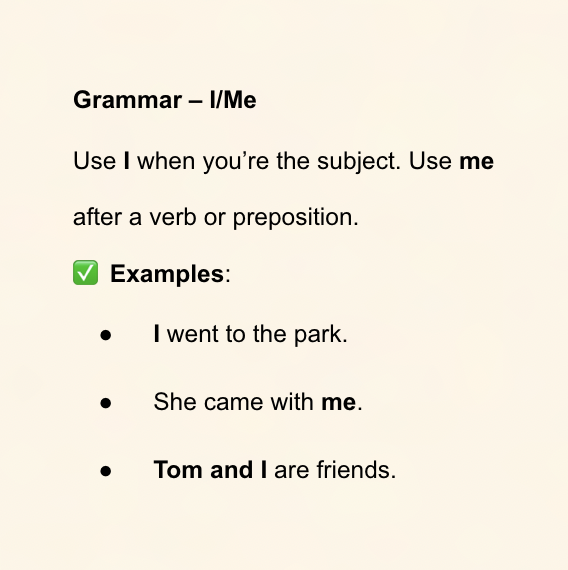 Grammar – I/Me
Use I when you’re the subject. Use me
after a verb or preposition.
✅ Examples:
● I went to the park.
● She came with me.
● Tom and I are friends.